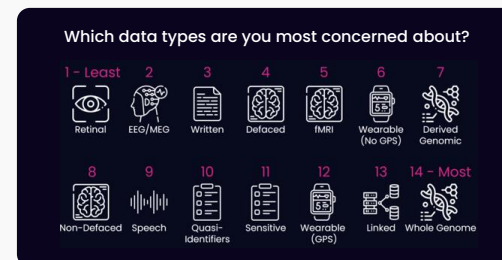 Which data types are you most concerned about?
1 - Least 2 3 4 5 6 7
Retinal EEG/MEG Written Defaced fMRI Wearable (No GPS) Derived Genomic
8 9 10 11 12 13 14 - Most
Non-Defaced Speech Quasi-Identifiers Sensitive Wearable (GPS) Linked Whole Genome